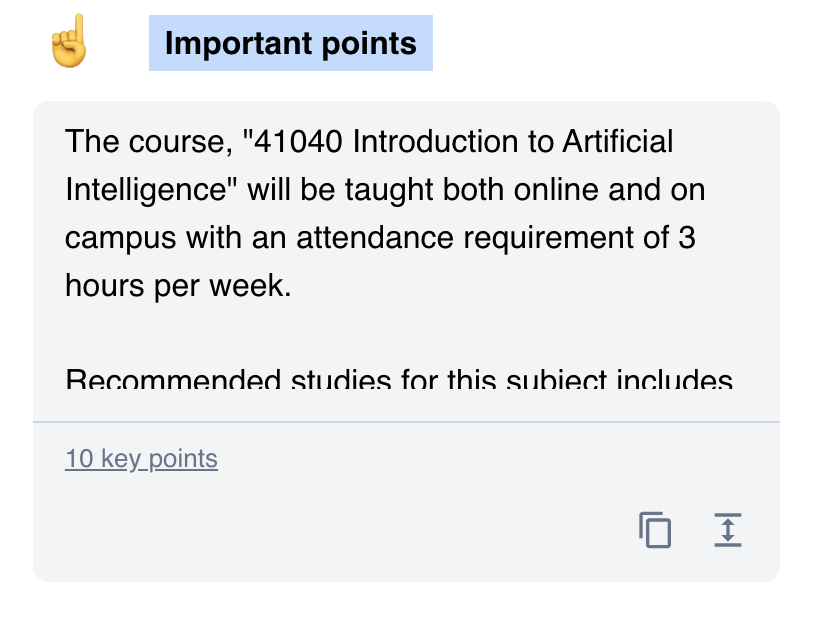 Important points
The course, "41040 Introduction to Artificial
Intelligence" will be taught both online and on
campus with an attendance requirement of 3
hours per week.
Recommended studies for this subject includes
10 key points